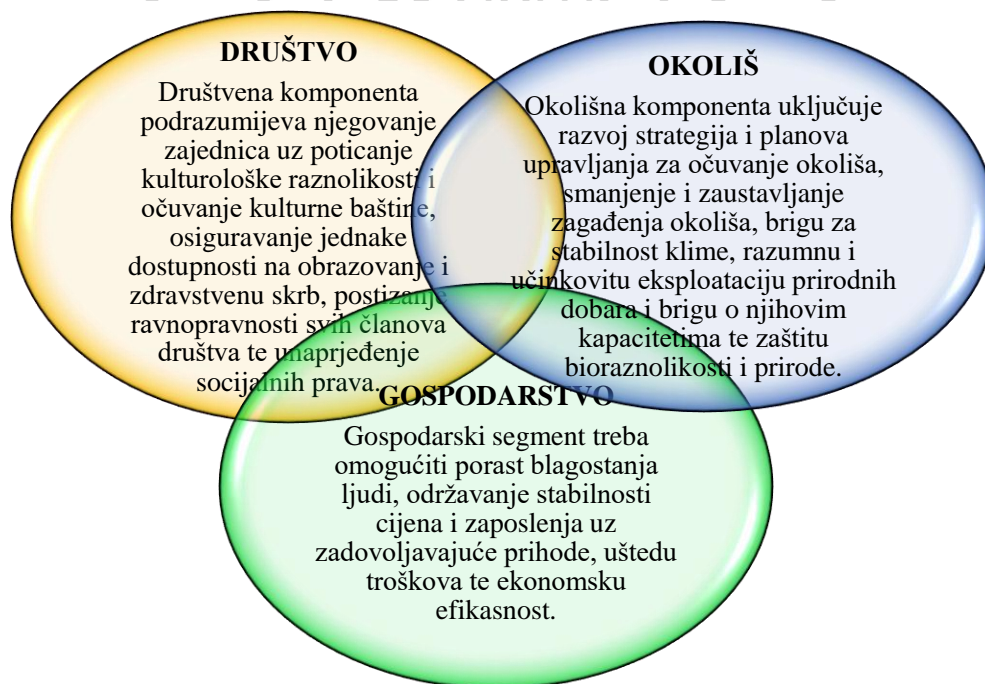 DRUŠTVO
Društvena komponenta
podrazumijeva njegovanje
zajednica uz poticanje
kulturološke raznolikosti i
očuvanje kulturne baštine,
osiguravanje jednake
dostupnosti na obrazovanje i
zdravstvenu skrb, postizanje
ravnopravnosti svih članova
društva te unaprjeđenje
socijalnih prava.
OKOLIŠ
Okolišna komponenta uključuje
razvoj strategija i planova
upravljanja za očuvanje okoliša,
smanjenje i zaustavljanje
zagađenja okoliša, brigu za
stabilnost klime, razumnu i
učinkovitu eksploataciju prirodnih
dobara i brigu o njihovim
kapacitetima te zaštitu
bioraznolikosti i prirode.
GOSPODARSTVO
Gospodarski segment treba
omogućiti porast blagostanja
ljudi, održavanje stabilnosti
cijena i zaposlenja uz
zadovoljavajuće prihode, uštedu
troškova te ekonomsku
efikasnost.